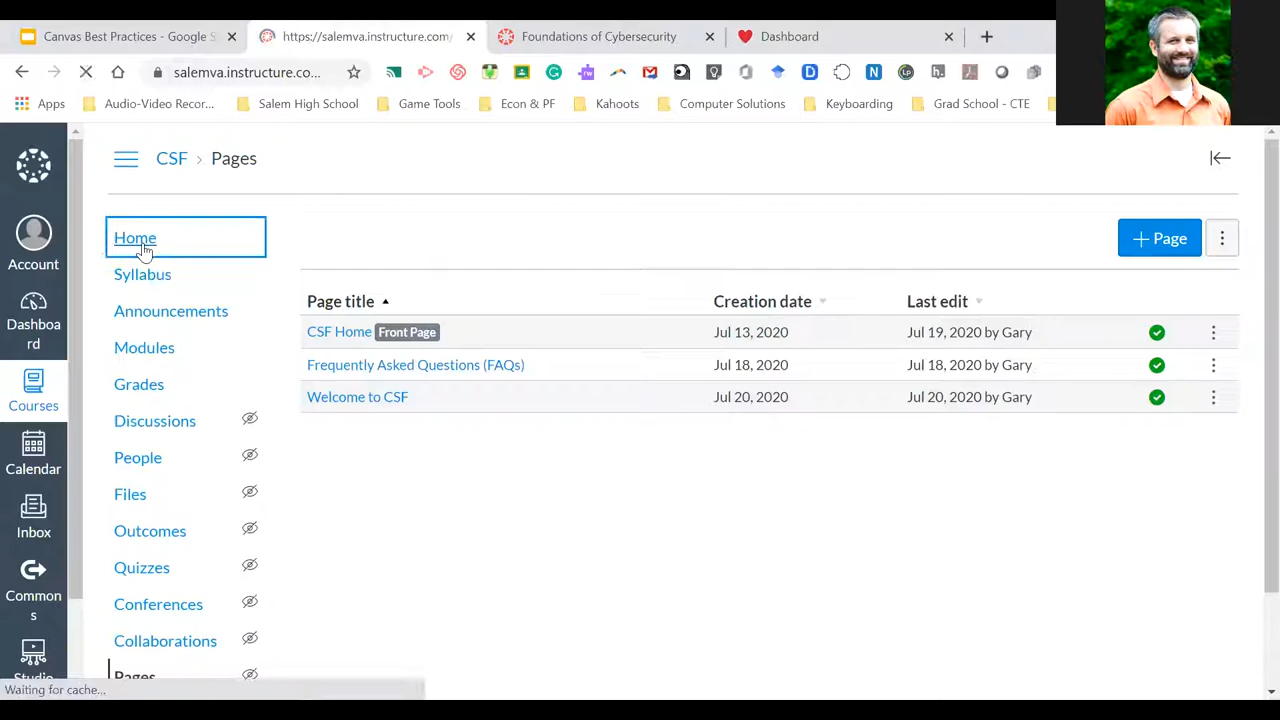 Canvas Best Practices - Google S
https://salemva.instructure.com/
Foundations of Cybersecurity
Dashboard
salemva.instructure.co...
Apps
Audio-Video Recor...
Salem High School
Game Tools
Econ & PF
Kahoots
Computer Solutions
Keyboarding
Grad School - CTE
CSF › Pages
Account
Dashboa
rd
Courses
Calendar
Inbox
Common
s
Studio
Home
Syllabus
Announcements
Modules
Grades
Discussions
People
Files
Outcomes
Quizzes
Conferences
Collaborations
Pages
+ Page
Page title Creation date Last edit
CSF Home Front Page Jul 13, 2020 Jul 19, 2020 by Gary
Frequently Asked Questions (FAQs) Jul 18, 2020 Jul 18, 2020 by Gary
Welcome to CSF Jul 20, 2020 Jul 20, 2020 by Gary
Waiting for cache...